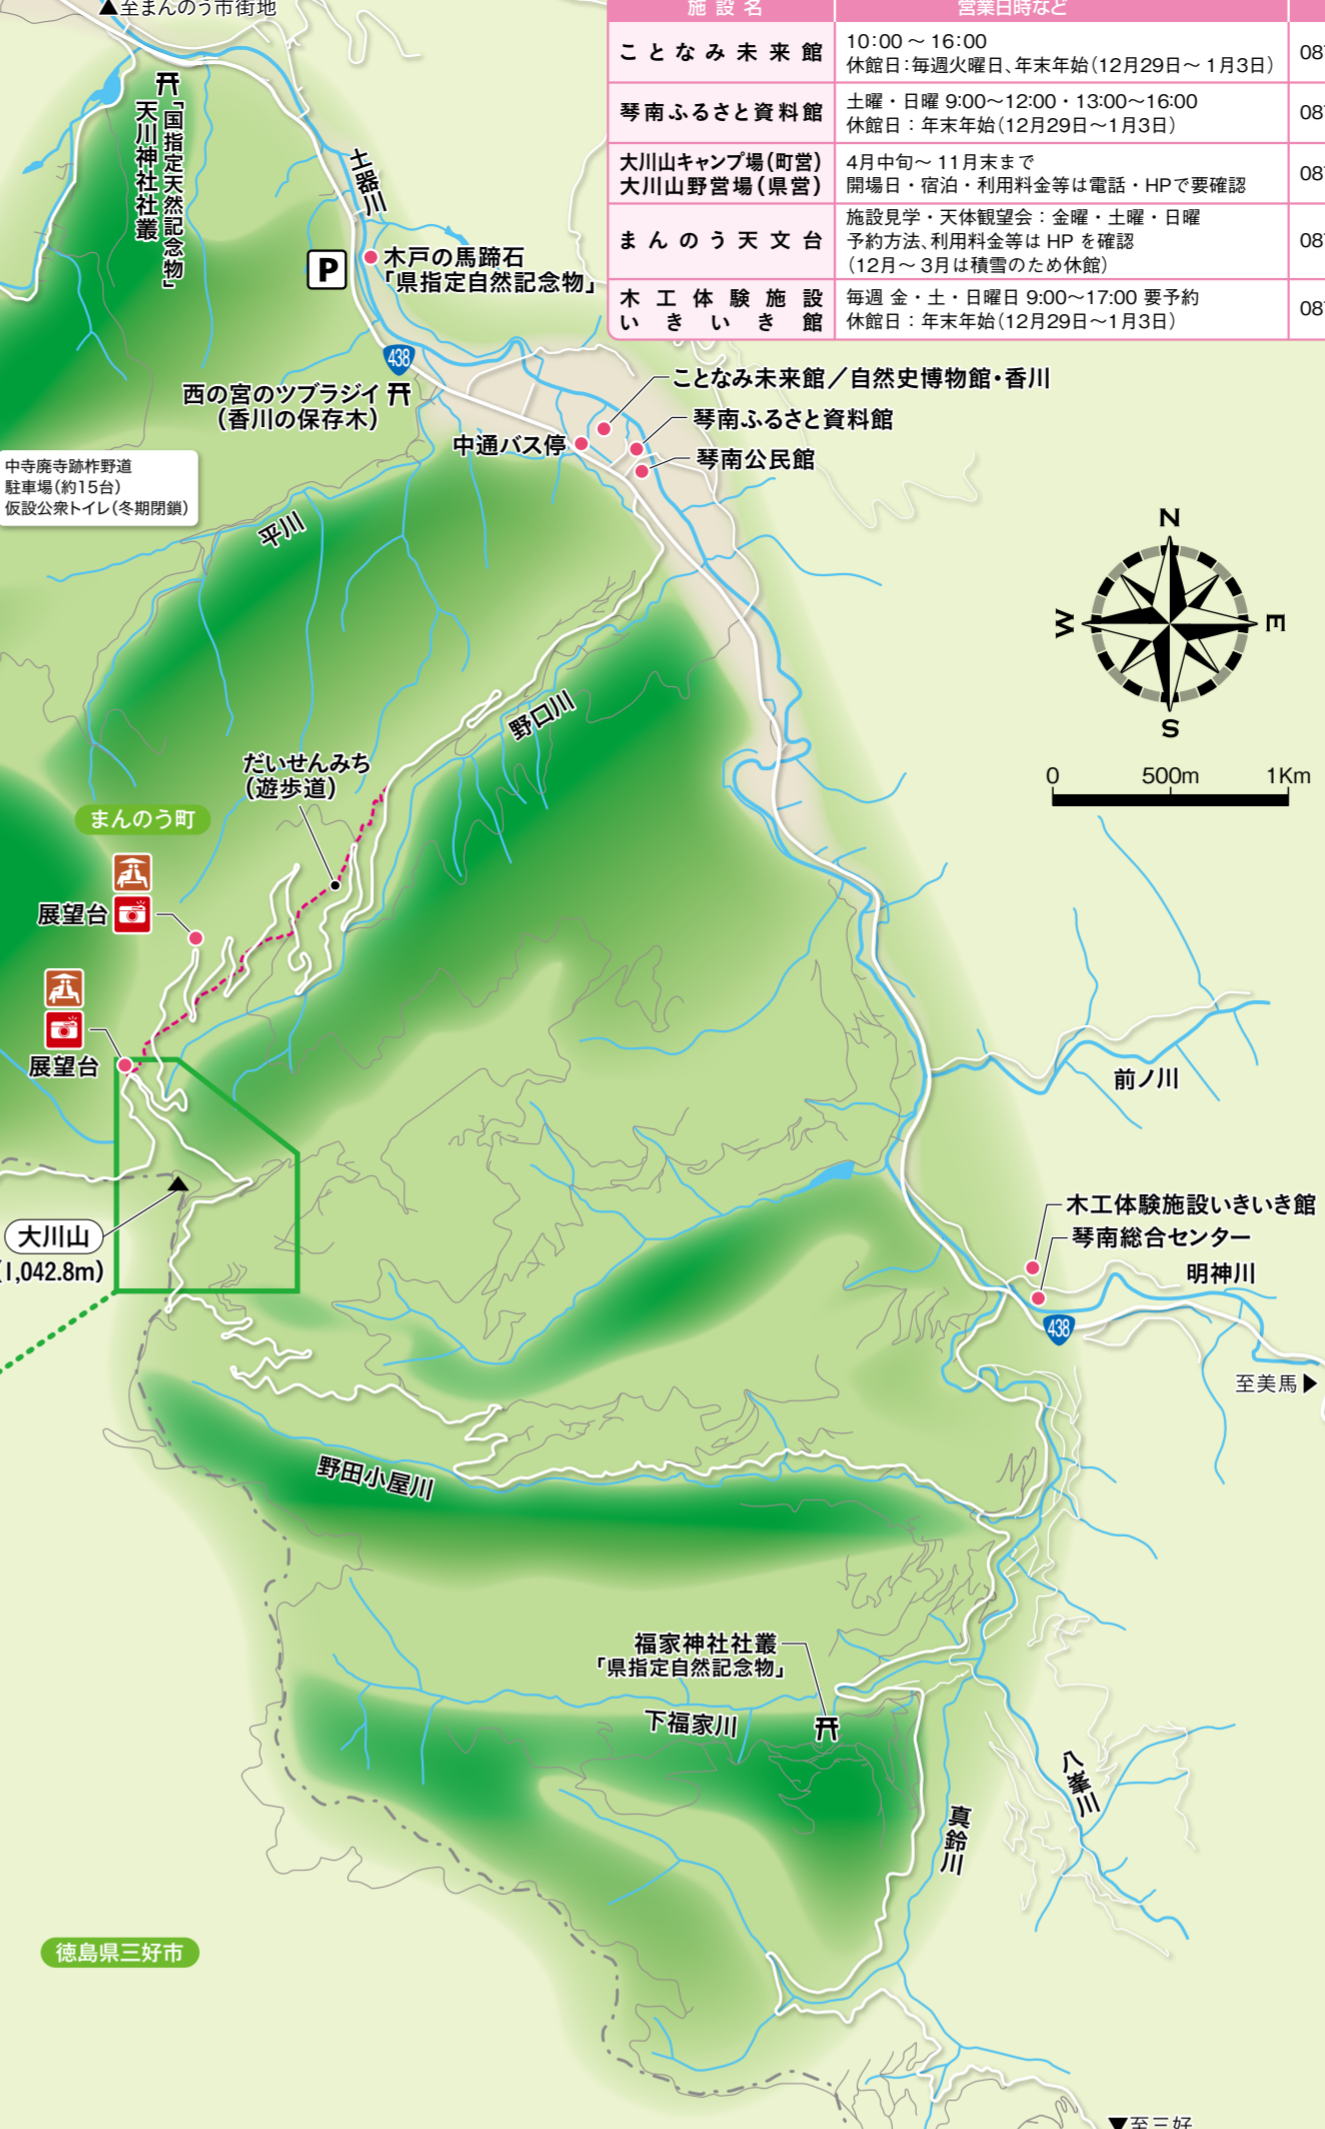 ▲至まんのう市街地
施設名 営業日時など
ことなみ未来館 10:00 ～ 16:00
休館日:毎週火曜日、年末年始(12月29日～1月3日)
琴南ふるさと資料館 土曜・日曜 9:00～12:00・13:00～16:00
休館日：年末年始(12月29日～1月3日)
大川山キャンプ場(町営)
大川山野営場(県営)
4月中旬～11月末まで
開場日・宿泊・利用料金等は電話・HPで要確認
まんのう天文台
施設見学・天体観望会：金曜・土曜・日曜
予約方法、利用料金等は HP を確認
(12月～3月は積雪のため休館)
木工体験施設
いきいき館
毎週 金・土・日曜日 9:00～17:00 要予約
休館日：年末年始(12月29日～1月3日)
「国指定天然記念物」
天川神社社叢
土器川
P
木戸の馬蹄石
「県指定自然記念物」
438
西の宮のツブラジイ
(香川の保存木)
ことなみ未来館／自然史博物館・香川
琴南ふるさと資料館
中通バス停
琴南公民館
中寺廃寺跡柞野道
駐車場(約15台)
仮設公衆トイレ(冬期閉鎖)
平川
N
W
E
S
0 500m 1Km
野口川
だいせんみち
(遊歩道)
まんのう町
展望台
展望台
前ノ川
大川山
(1,042.8m)
木工体験施設いきいき館
琴南総合センター
明神川
438
至美馬▶
野田小屋川
福家神社社叢
「県指定自然記念物」
下福家川
八峯川
真鈴川
徳島県三好市
▼至三好